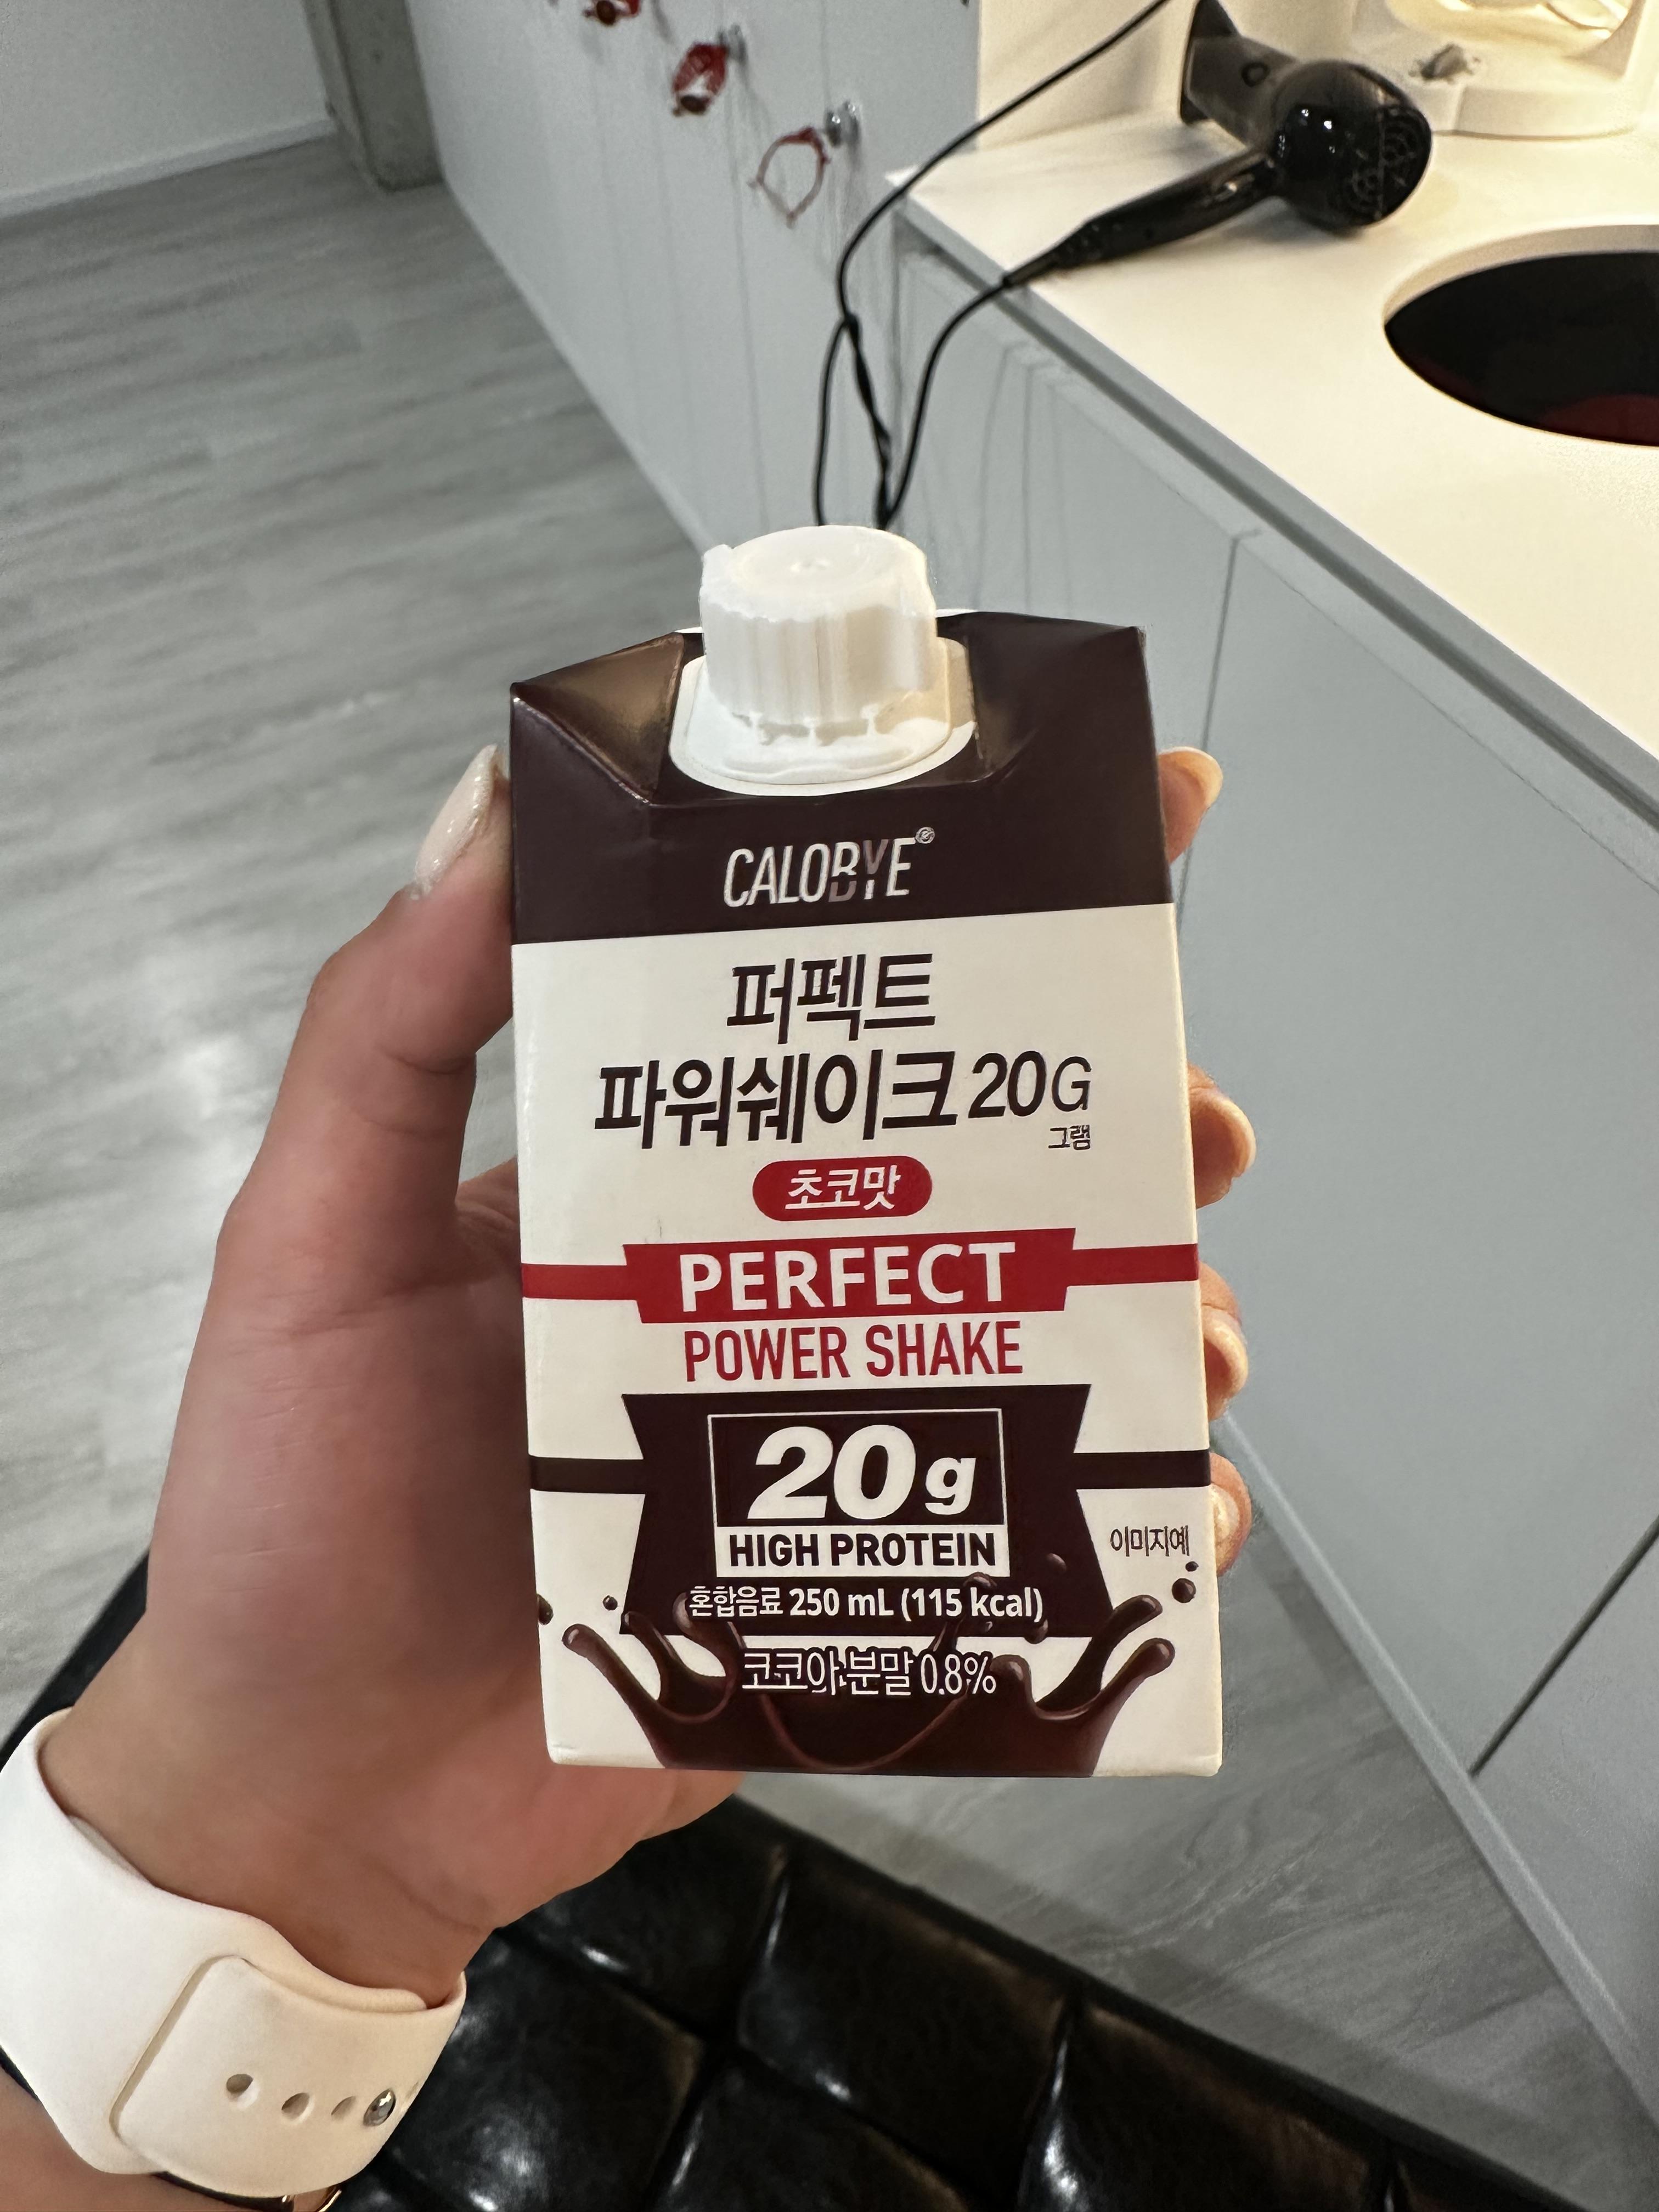 CALOBYE®
퍼펙트
파워쉐이크 20G
그램
초코맛
PERFECT
POWER SHAKE
20g
HIGH PROTEIN
이미지예
혼합음료 250 mL (115 kcal)
코코아분말 0.8%